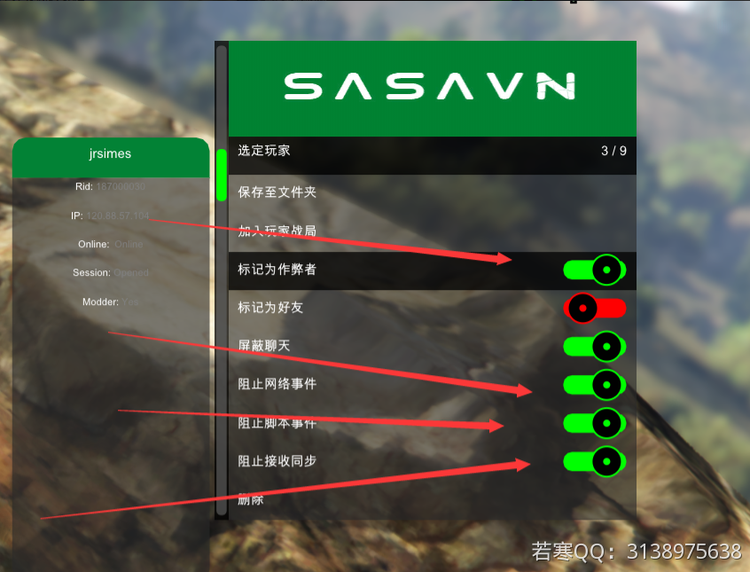 SASAVN
选定玩家 3 / 9
保存至文件夹
加入玩家战局
标记为作弊者
标记为好友
屏蔽聊天
阻止网络事件
阻止脚本事件
阻止接收同步
删除
jrsimes
Rid:
IP:
Online: Online
Session: Opened
Modder: Yes
若寒QQ：3138975638